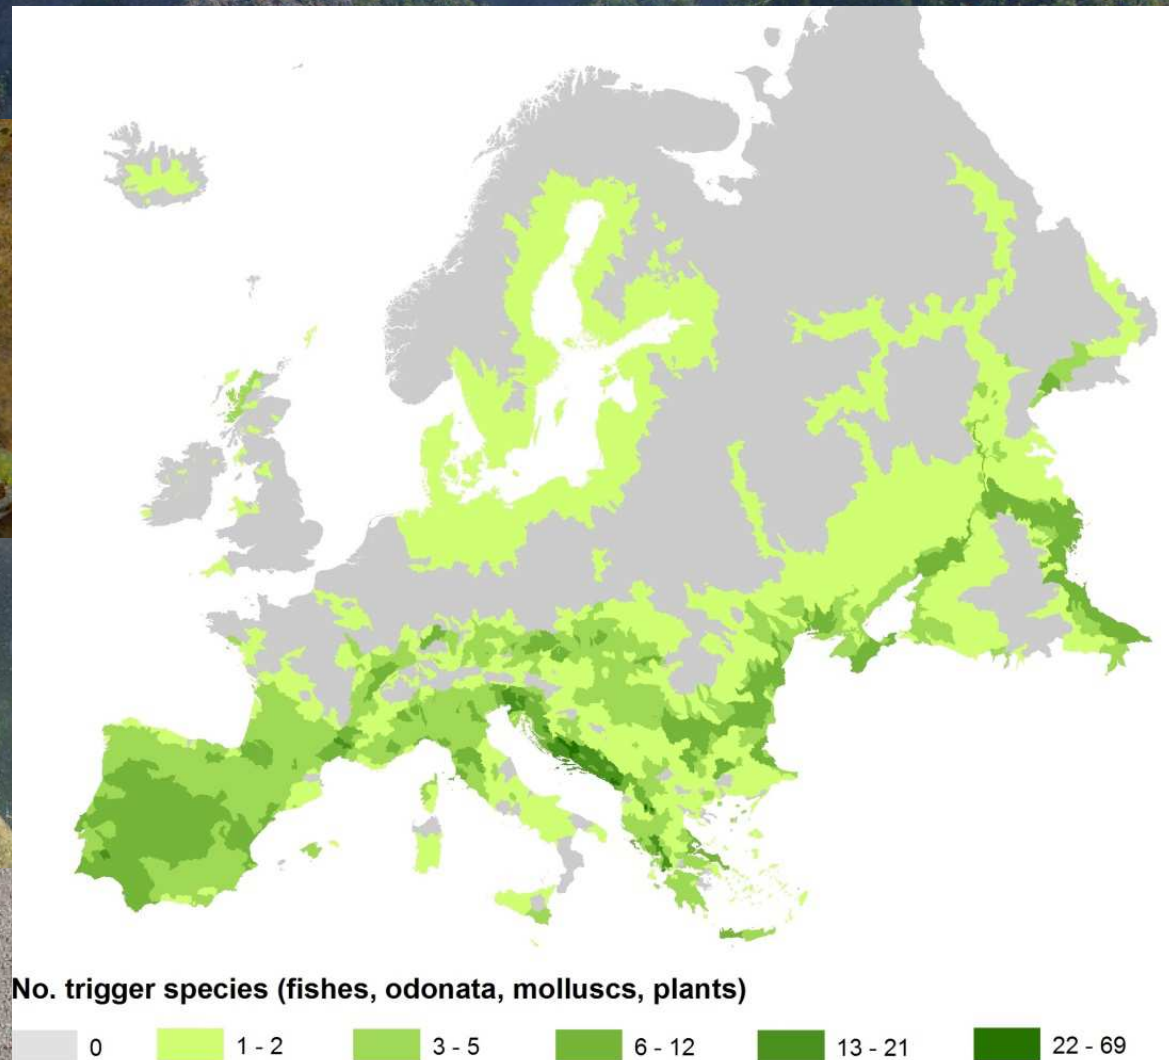 No. trigger species (fishes, odonata, molluscs, plants)
0 1 - 2 3 - 5 6 - 12 13 - 21 22 - 69